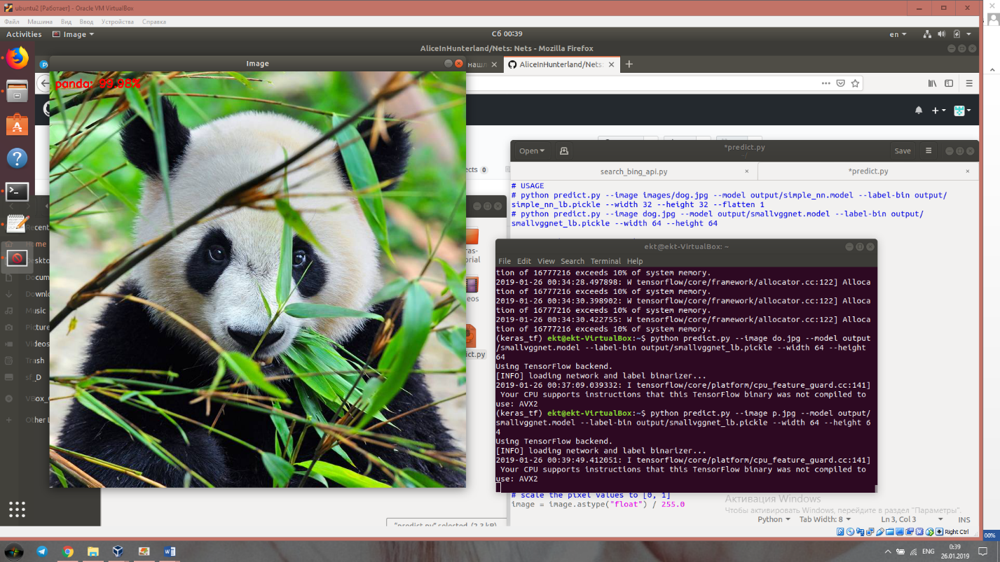 ubuntu2 [Работает] - Oracle VM VirtualBox
Файл Машина Вид Ввод Устройства Справка
Activities Image Сб 00:39 en
AliceInHunterland/Nets: Nets - Mozilla Firefox
нашл AliceInHunterland/Nets:
Image
panda: 99.98%
ects 0
*predict.py
~/
Open Save
search_bing_api.py *predict.py
# USAGE
# python predict.py --image images/dog.jpg --model output/simple_nn.model --label-bin output/
simple_nn_lb.pickle --width 32 --height 32 --flatten 1
# python predict.py --image dog.jpg --model output/smallvggnet.model --label-bin output/
smallvggnet_lb.pickle --width 64 --height 64
Recent
Home
Deskto
Docum
Downlo
Music
Picture
Videos
Trash
sf_D
VBox_
Other L
ras-
orial
eos
ict.py
"predict.py" selected (2,3 kB)
ekt@ekt-VirtualBox: ~
File Edit View Search Terminal Help
tion of 16777216 exceeds 10% of system memory.
2019-01-26 00:34:28.497898: W tensorflow/core/framework/allocator.cc:122] Alloca
tion of 16777216 exceeds 10% of system memory.
2019-01-26 00:34:30.398902: W tensorflow/core/framework/allocator.cc:122] Alloca
tion of 16777216 exceeds 10% of system memory.
2019-01-26 00:34:30.422755: W tensorflow/core/framework/allocator.cc:122] Alloca
tion of 16777216 exceeds 10% of system memory.
(keras_tf) ekt@ekt-VirtualBox:~$ python predict.py --image do.jpg --model output
/smallvggnet.model --label-bin output/smallvggnet_lb.pickle --width 64 --height
64
Using TensorFlow backend.
[INFO] loading network and label binarizer...
2019-01-26 00:37:09.039332: I tensorflow/core/platform/cpu_feature_guard.cc:141]
Your CPU supports instructions that this TensorFlow binary was not compiled to
use: AVX2
(keras_tf) ekt@ekt-VirtualBox:~$ python predict.py --image p.jpg --model output/
smallvggnet.model --label-bin output/smallvggnet_lb.pickle --width 64 --height 6
4
Using TensorFlow backend.
[INFO] loading network and label binarizer...
2019-01-26 00:39:49.412051: I tensorflow/core/platform/cpu_feature_guard.cc:141]
Your CPU supports instructions that this TensorFlow binary was not compiled to
use: AVX2
# scale the pixel values to [0, 1]
image = image.astype("float") / 255.0
Активация Windows
Чтобы активировать Windows, перейдите в раздел "Параметры".
Python Tab Width: 8 Ln 3, Col 3 INS
Right Ctrl
00%
ENG
0:39
26.01.2019